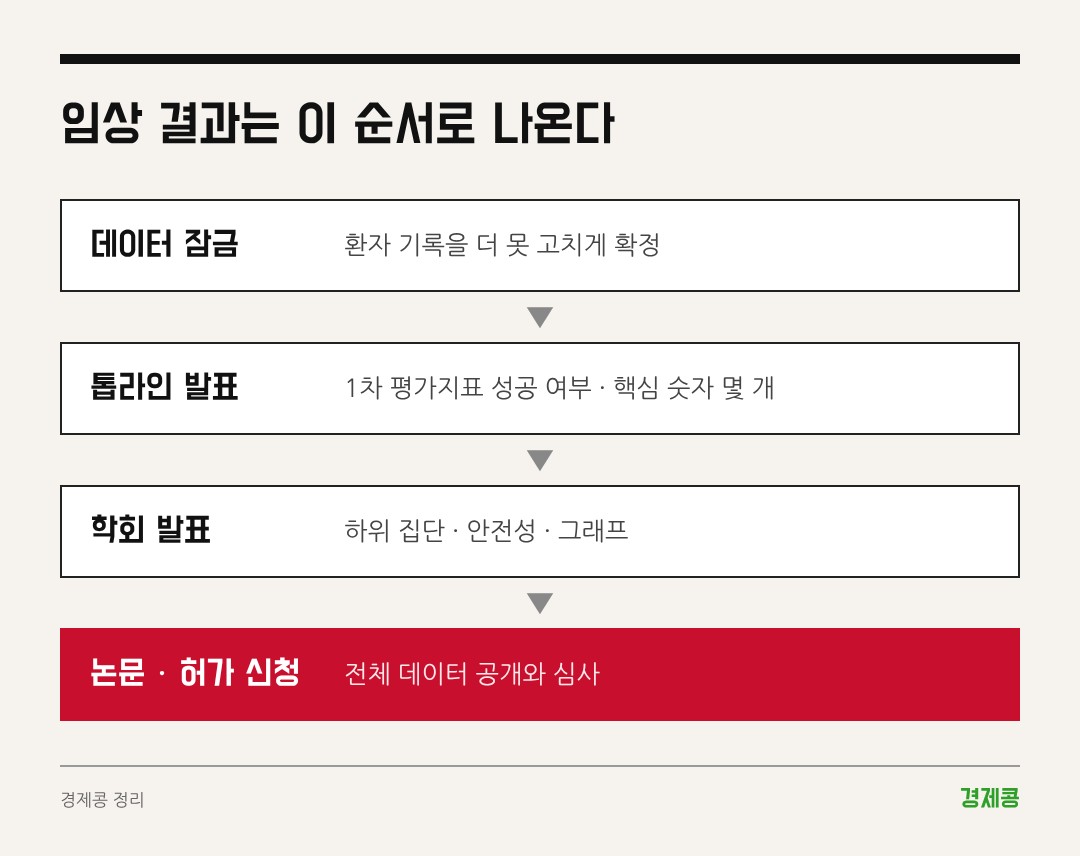 임상 결과는 이 순서로 나온다
데이터 잠금 환자 기록을 더 못 고치게 확정
톱라인 발표 1차 평가지표 성공 여부 · 핵심 숫자 몇 개
학회 발표 하위 집단 · 안전성 · 그래프
논문 · 허가 신청 전체 데이터 공개와 심사
경제콩 정리 경제콩